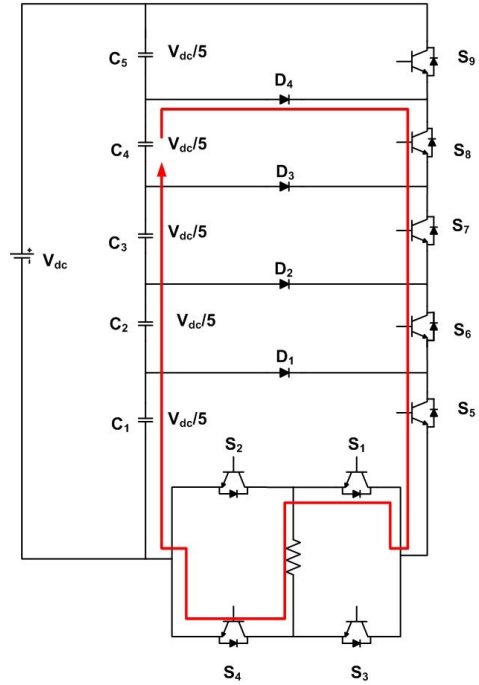 C5 Vdc/5 S9
D4
C4 Vdc/5 S8
D3
C3 Vdc/5 S7
Vdc
D2
C2 Vdc/5 S6
D1
C1 Vdc/5 S5
S2 S1
S4 S3